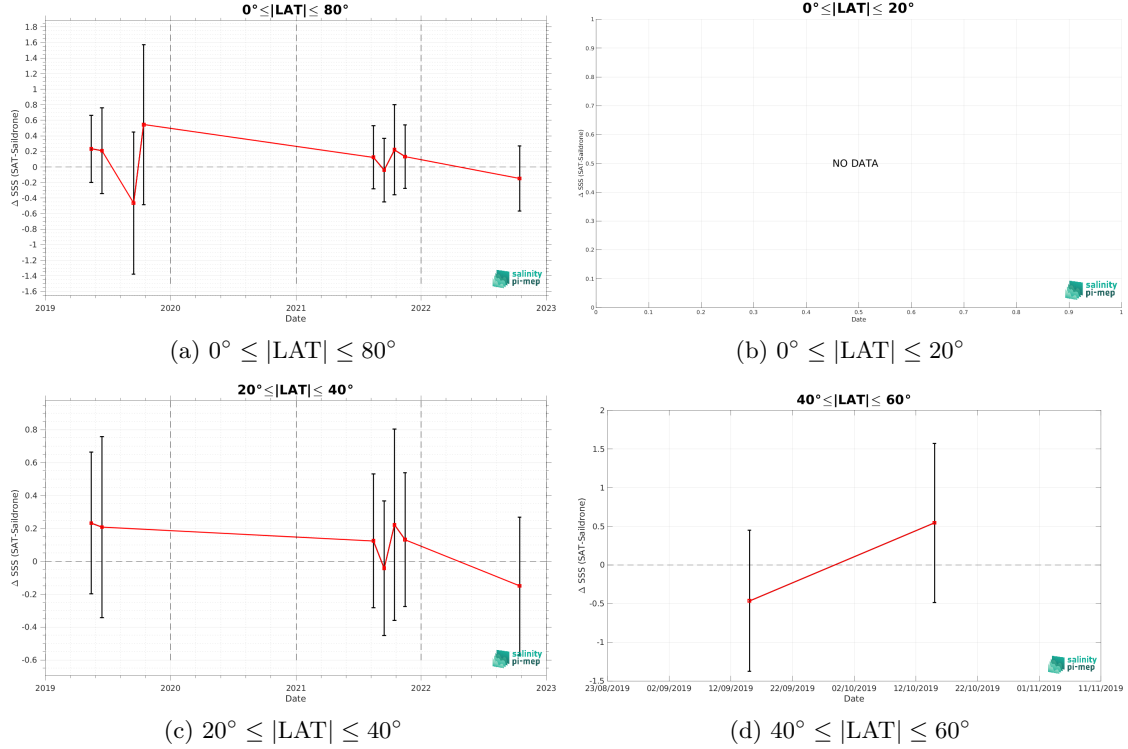 0°≤|LAT|≤ 80°
1.8
1.6
1.4
1.2
1
0.8
0.6
0.4
0.2
0
-0.2
-0.4
-0.6
-0.8
-1
-1.2
-1.4
-1.6
Δ SSS (SAT-Saildrone)
2019 2020 2021 2022 2023
Date
salinity
pi-mep
(a) 0° ≤ |LAT| ≤ 80°
0°≤|LAT|≤ 20°
1
0.9
0.8
0.7
0.6
0.5
0.4
0.3
0.2
0.1
0
Δ SSS (SAT-Saildrone)
NO DATA
0 0.1 0.2 0.3 0.4 0.5 0.6 0.7 0.8 0.9 1
Date
salinity
pi-mep
(b) 0° ≤ |LAT| ≤ 20°
20°≤|LAT|≤ 40°
0.8
0.6
0.4
0.2
0
-0.2
-0.4
-0.6
Δ SSS (SAT-Saildrone)
2019 2020 2021 2022 2023
Date
salinity
pi-mep
(c) 20° ≤ |LAT| ≤ 40°
40°≤|LAT|≤ 60°
2
1.5
1
0.5
0
-0.5
-1
-1.5
Δ SSS (SAT-Saildrone)
23/08/2019 02/09/2019 12/09/2019 22/09/2019 02/10/2019 12/10/2019 22/10/2019 01/11/2019 11/11/2019
Date
salinity
pi-mep
(d) 40° ≤ |LAT| ≤ 60°